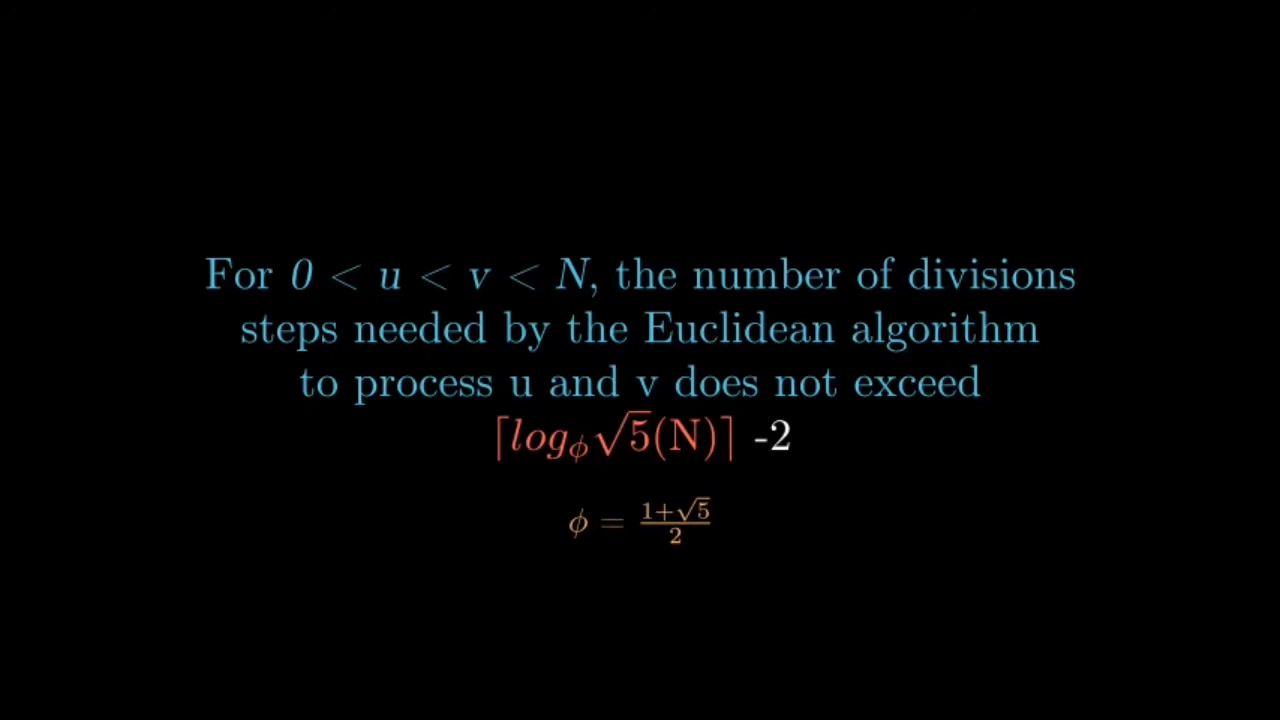 For 0 < u < v < N, the number of divisions
steps needed by the Euclidean algorithm
to process u and v does not exceed
⌈log_ϕ√5(N)⌉ -2
ϕ = (1+√5)/2